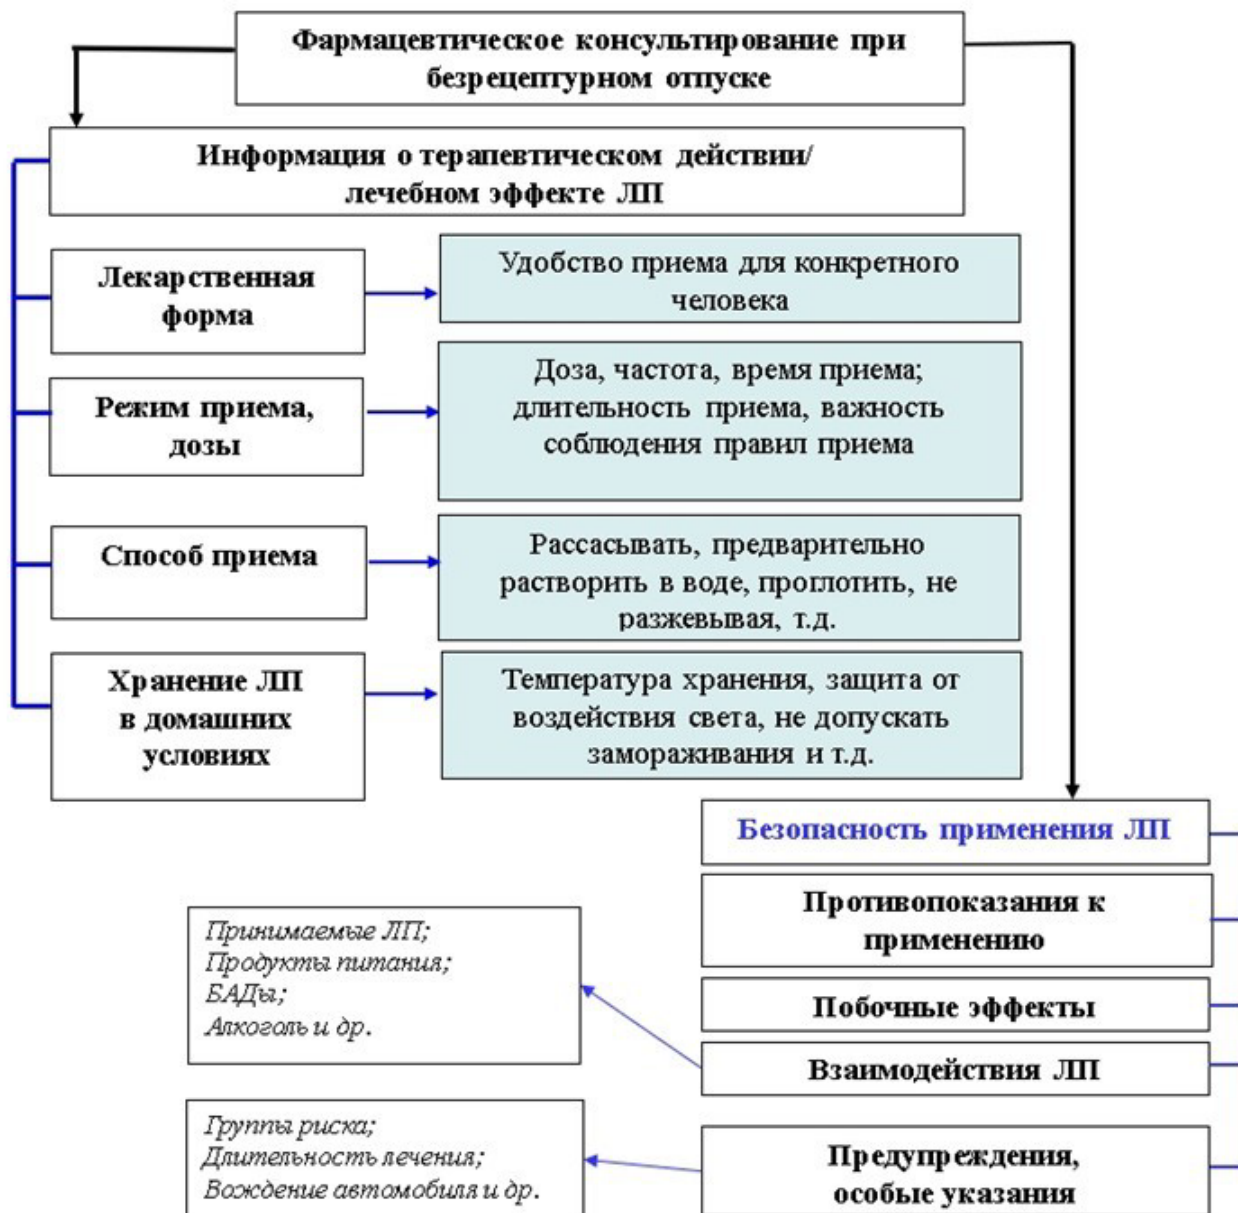 Фармацевтическое консультирование при
безрецептурном отпуске
Информация о терапевтическом действии/
лечебном эффекте ЛП
Лекарственная
форма
Удобство приема для конкретного
человека
Режим приема,
дозы
Доза, частота, время приема;
длительность приема, важность
соблюдения правил приема
Способ приема
Рассасывать, предварительно
растворить в воде, проглотить, не
разжевывая, т.д.
Хранение ЛП
в домашних
условиях
Температура хранения, защита от
воздействия света, не допускать
замораживания и т.д.
Безопасность применения ЛП
Противопоказания к
применению
Побочные эффекты
Взаимодействия ЛП
Принимаемые ЛП;
Продукты питания;
БАДы;
Алкоголь и др.
Предупреждения,
особые указания
Группы риска;
Длительность лечения;
Вождение автомобиля и др.